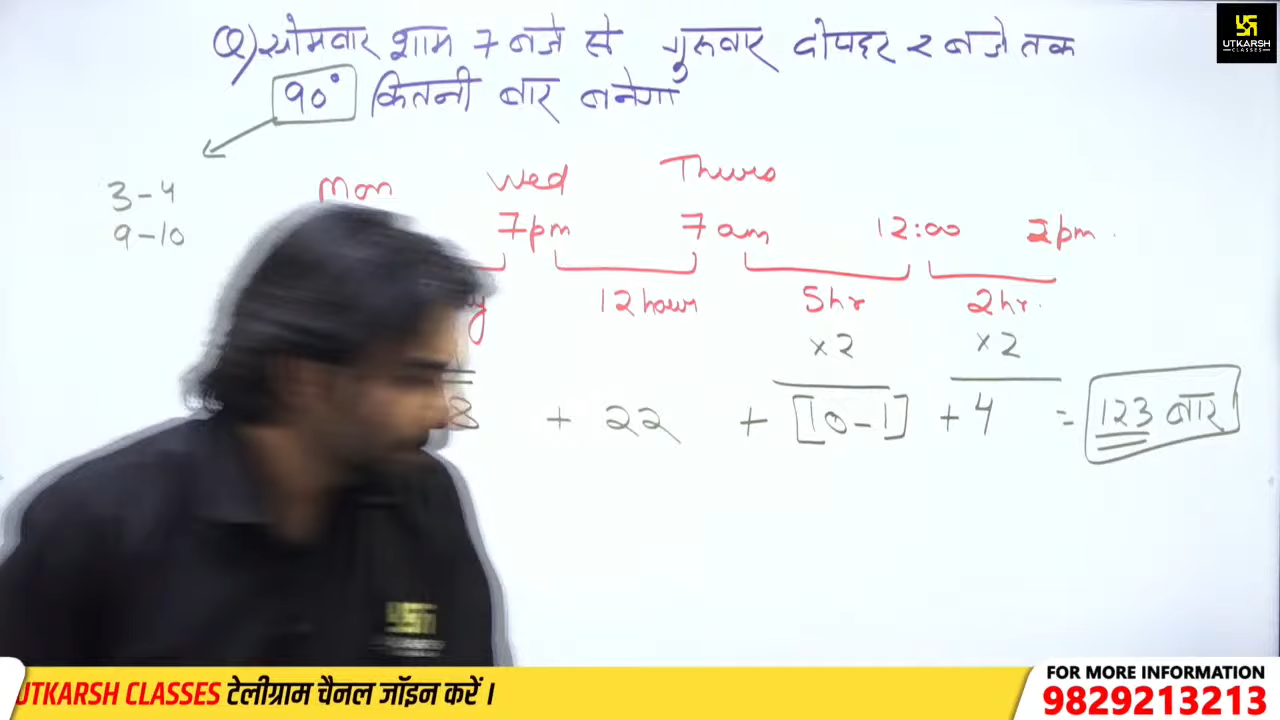 Q) सोमवार शाम 7 बजे से गुरुवार दोपहर 2 बजे तक
90° कितनी बार बनेगा
3-4
9-10
Mon Wed Thurs
7pm 7am 12:00 2pm.
12 hour 5hr 2hr.
×2 ×2
8 + 22 + [10-1] + 4 = 123 बार
UTKARSH
CLASSES
UTKARSH CLASSES टेलीग्राम चैनल जॉइन करें।
FOR MORE INFORMATION
9829213213